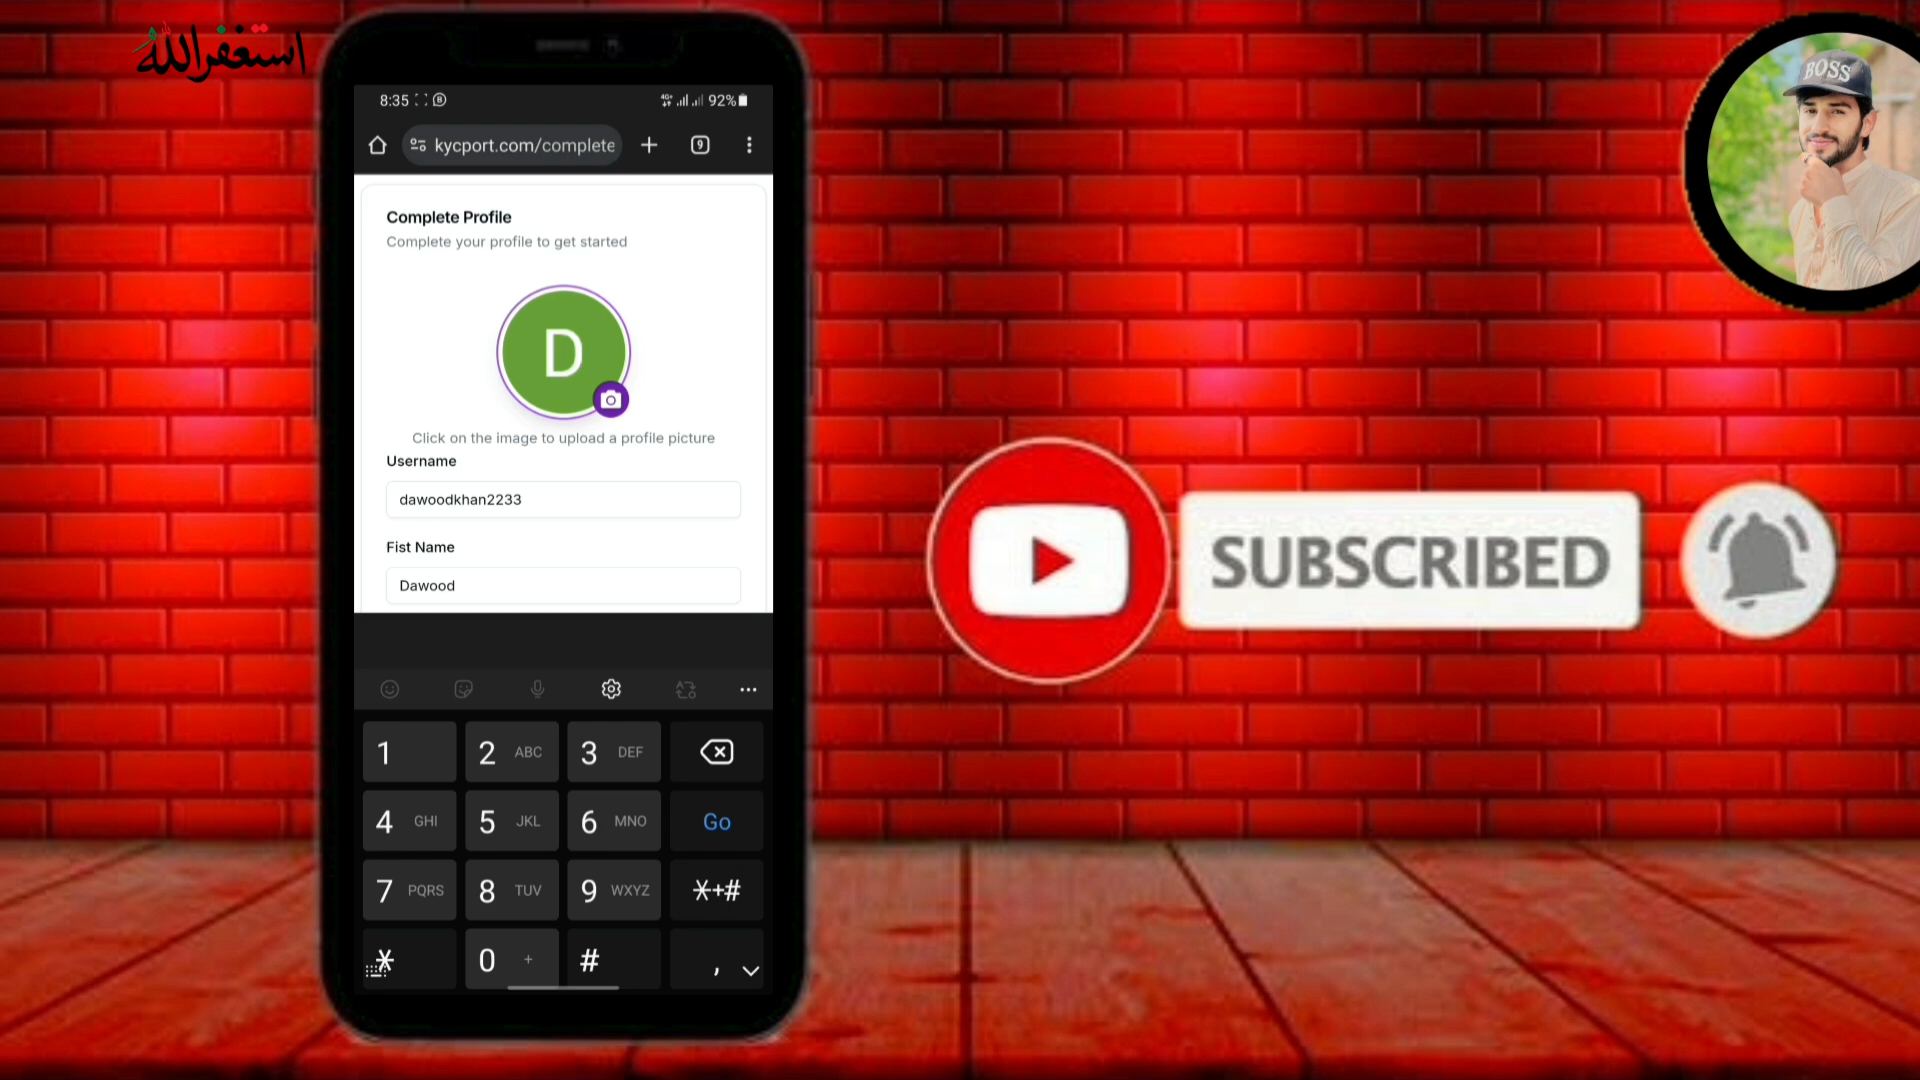 استغفرالله
BOSS
8:35
4G+ 92%
kycport.com/complete
9
Complete Profile
Complete your profile to get started
D
Click on the image to upload a profile picture
Username
dawoodkhan2233
Fist Name
Dawood
SUBSCRIBED
1
2 ABC
3 DEF
4 GHI
5 JKL
6 MNO
Go
7 PQRS
8 TUV
9 WXYZ
*+#
*
0 +
#
,